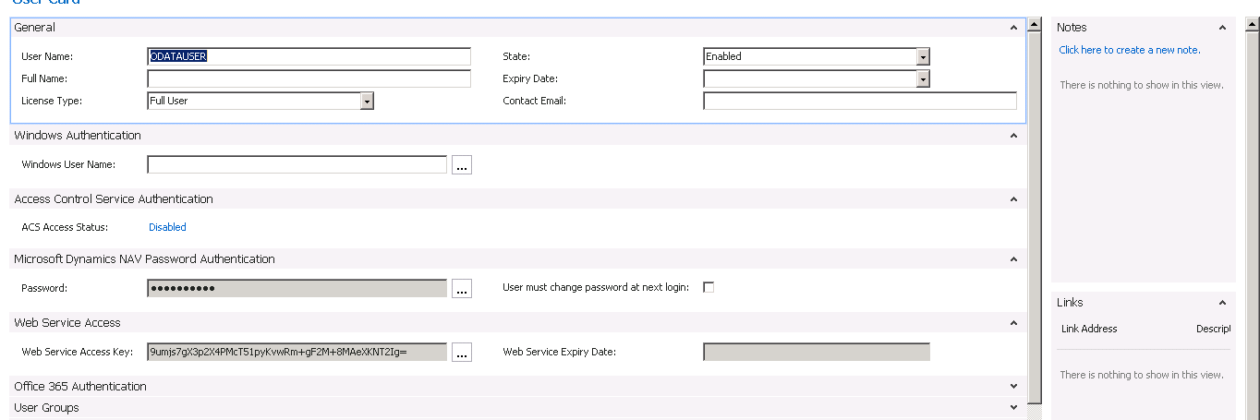 User Card
General
User Name: ODATAUSER State: Enabled
Full Name: Expiry Date:
License Type: Full User Contact Email:
Windows Authentication
Windows User Name: ...
Access Control Service Authentication
ACS Access Status: Disabled
Microsoft Dynamics NAV Password Authentication
Password: ●●●●●●●●●● ... User must change password at next login:
Web Service Access
Web Service Access Key: 9umjs7gX3p2X4PMcT51pyKvwRm+gF2M+8MAeXKNT2Ig= ... Web Service Expiry Date:
Office 365 Authentication
User Groups
Notes
Click here to create a new note.
There is nothing to show in this view.
Links
Link Address Descripl
There is nothing to show in this view.